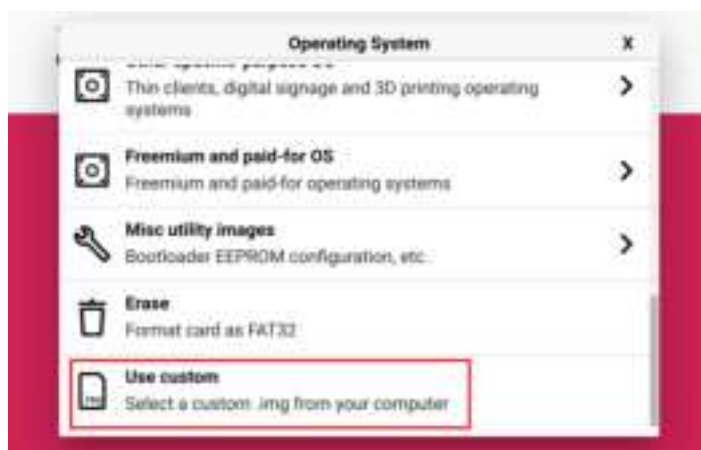 Operating System X
Thin clients, digital signage and 3D printing operating
systems
Freemium and paid-for OS
Freemium and paid-for operating systems
Misc utility images
Bootloader EEPROM configuration, etc.
Erase
Format card as FAT32
Use custom
Select a custom .img from your computer